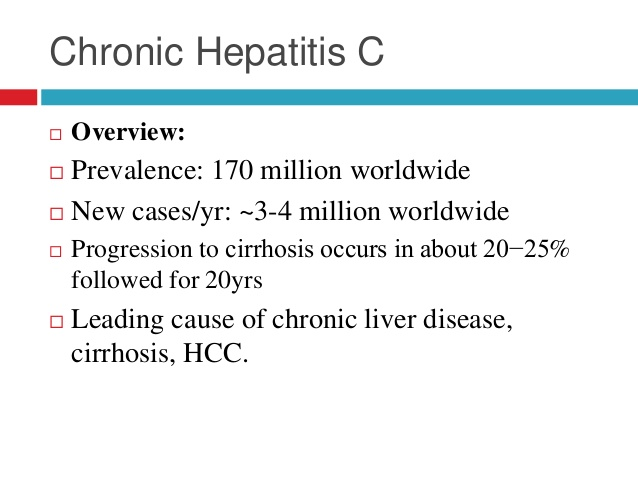 Chronic Hepatitis C
Overview:
Prevalence: 170 million worldwide
New cases/yr: ~3-4 million worldwide
Progression to cirrhosis occurs in about 20−25%
followed for 20yrs
Leading cause of chronic liver disease,
cirrhosis, HCC.